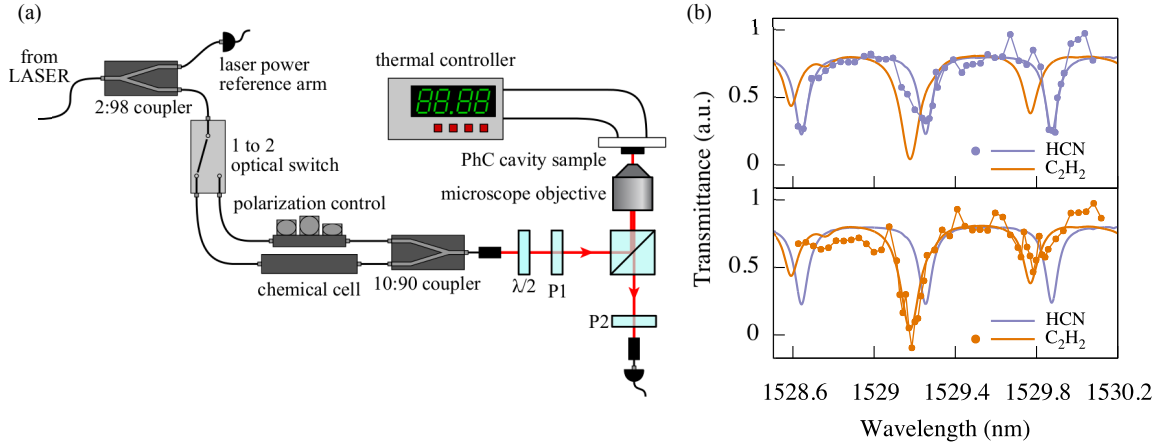 (a)
from
LASER
2:98 coupler
laser power
reference arm
1 to 2
optical switch
polarization control
chemical cell
10:90 coupler
thermal controller
88.88
PhC cavity sample
microscope objective
λ/2
P1
P2
(b)
Transmittance (a.u.)
1
0.5
0
HCN
C₂H₂
1
0.5
0
HCN
C₂H₂
1528.6 1529 1529.4 1529.8 1530.2
Wavelength (nm)